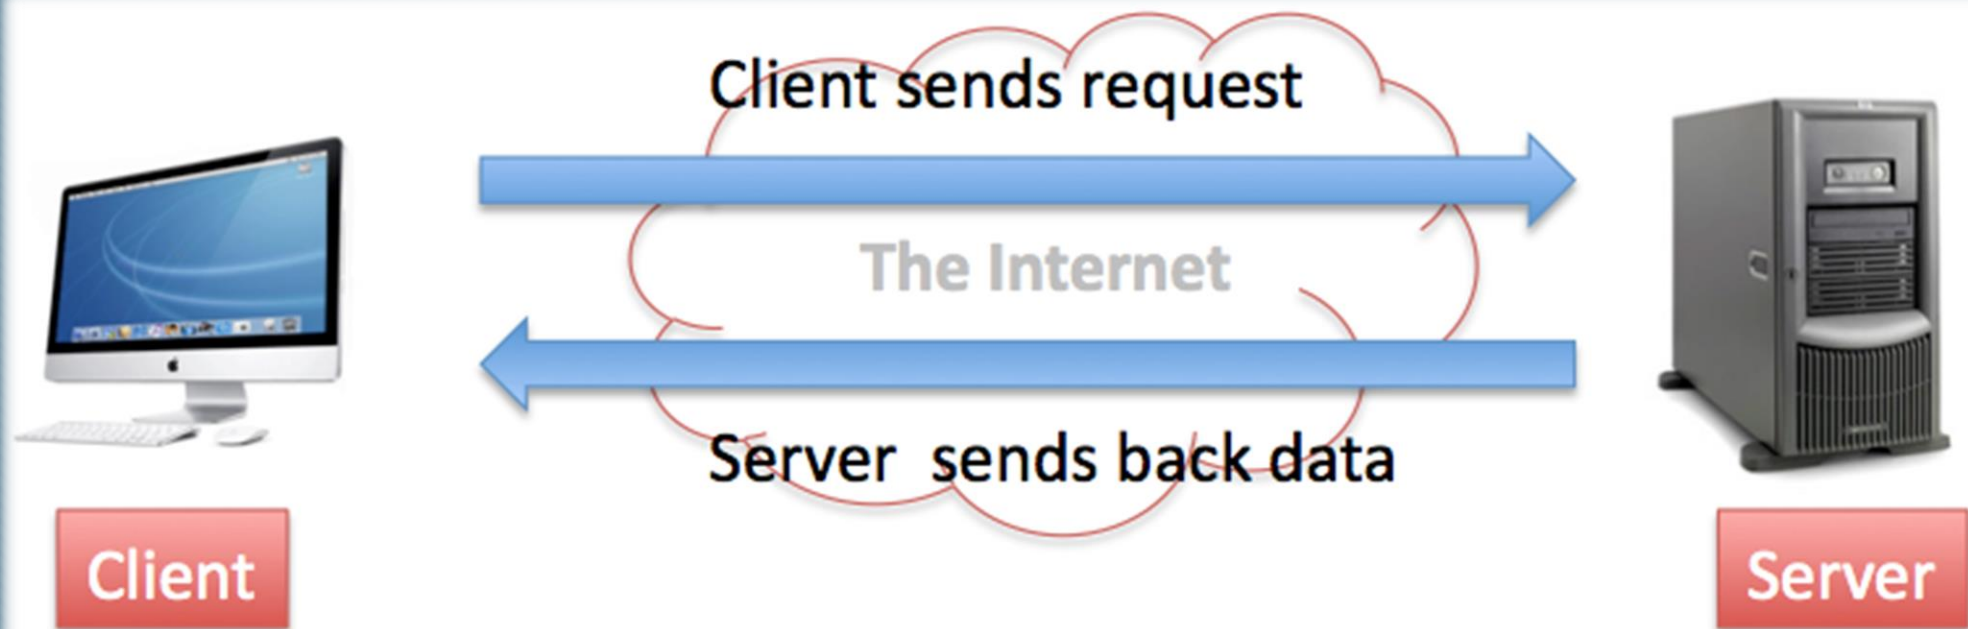 Client sends request
The Internet
Server sends back data
Client
Server